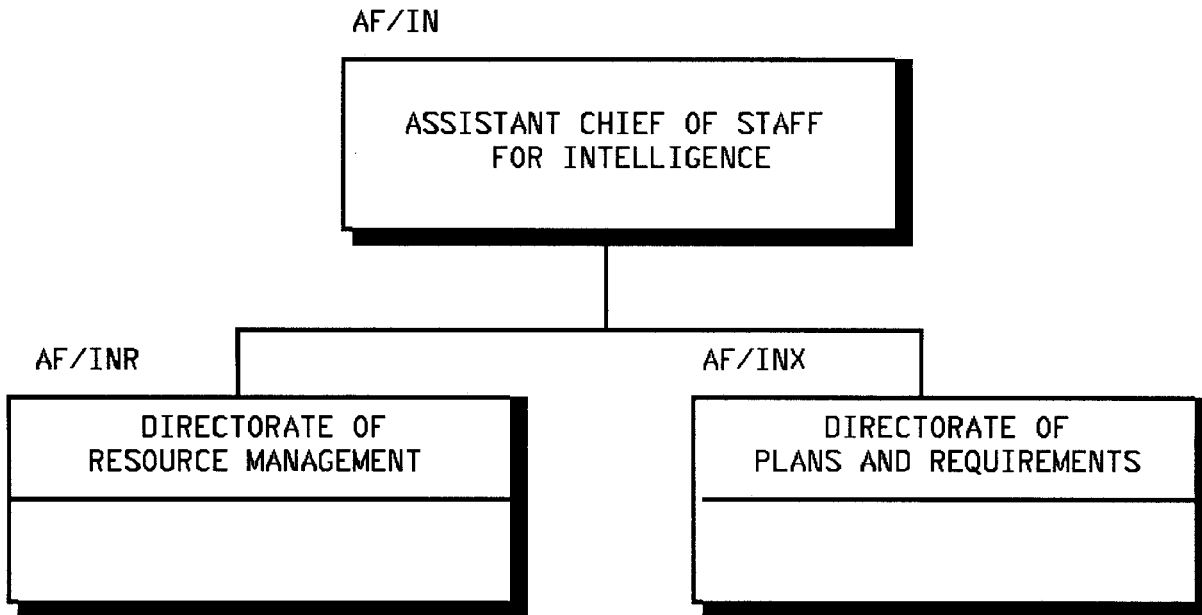 AF/IN
ASSISTANT CHIEF OF STAFF
FOR INTELLIGENCE
AF/INR
DIRECTORATE OF
RESOURCE MANAGEMENT
AF/INX
DIRECTORATE OF
PLANS AND REQUIREMENTS